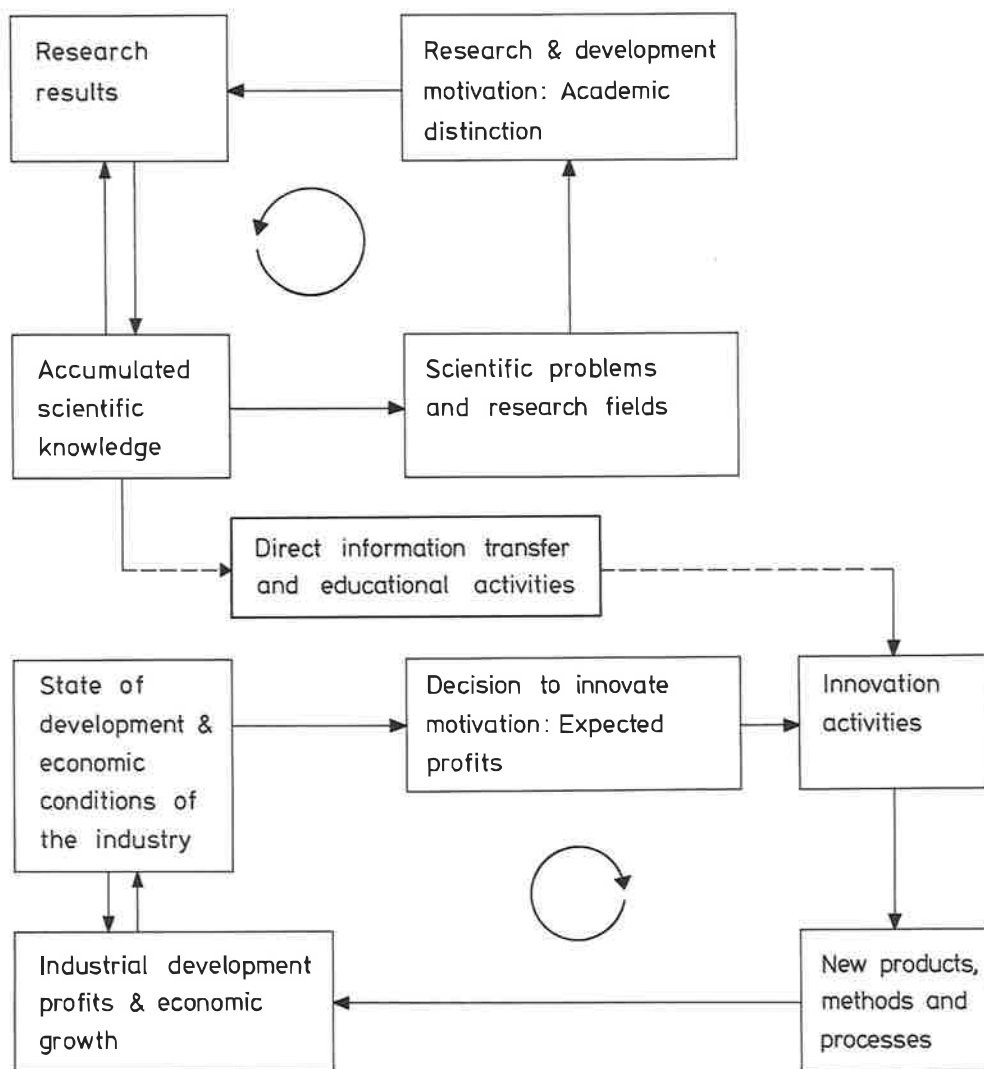 Research
results
Research & development
motivation: Academic
distinction
Accumulated
scientific
knowledge
Scientific problems
and research fields
Direct information transfer
and educational activities
State of
development &
economic
conditions of
the industry
Decision to innovate
motivation: Expected
profits
Innovation
activities
Industrial development
profits & economic
growth
New products,
methods and
processes